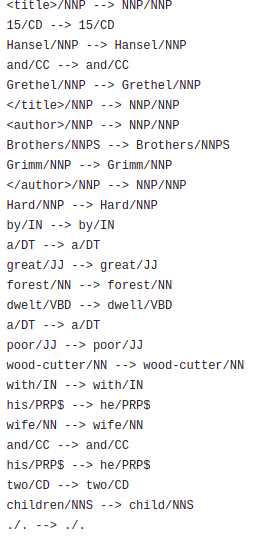 <title>/NNP --> NNP/NNP
15/CD --> 15/CD
Hansel/NNP --> Hansel/NNP
and/CC --> and/CC
Grethel/NNP --> Grethel/NNP
</title>/NNP --> NNP/NNP
<author>/NNP --> NNP/NNP
Brothers/NNPS --> Brothers/NNPS
Grimm/NNP --> Grimm/NNP
</author>/NNP --> NNP/NNP
Hard/NNP --> Hard/NNP
by/IN --> by/IN
a/DT --> a/DT
great/JJ --> great/JJ
forest/NN --> forest/NN
dwelt/VBD --> dwell/VBD
a/DT --> a/DT
poor/JJ --> poor/JJ
wood-cutter/NN --> wood-cutter/NN
with/IN --> with/IN
his/PRP$ --> he/PRP$
wife/NN --> wife/NN
and/CC --> and/CC
his/PRP$ --> he/PRP$
two/CD --> two/CD
children/NNS --> child/NNS
./. --> ./.